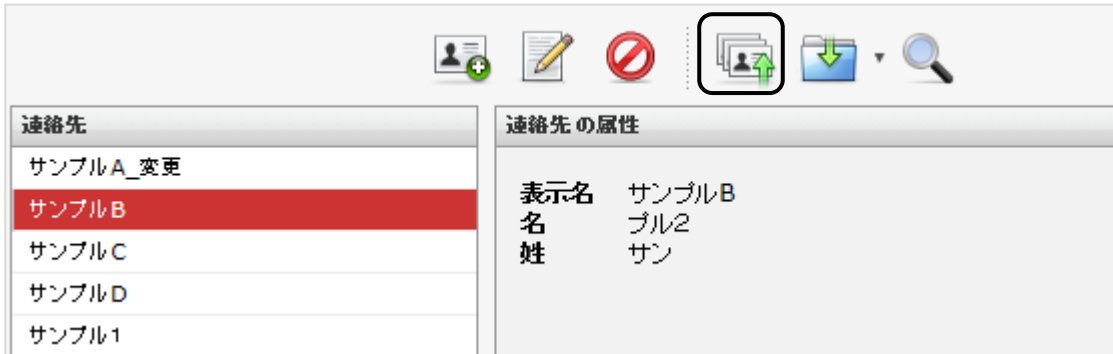 連絡先
サンプルA_変更
サンプルB
サンプルC
サンプルD
サンプル1
連絡先の属性
表示名 サンプルB
名 プル2
姓 サン